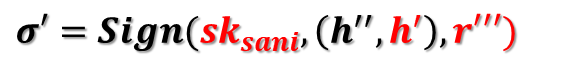 σ′ = Sign(sk_sani, (h′′, h′), r′′′)